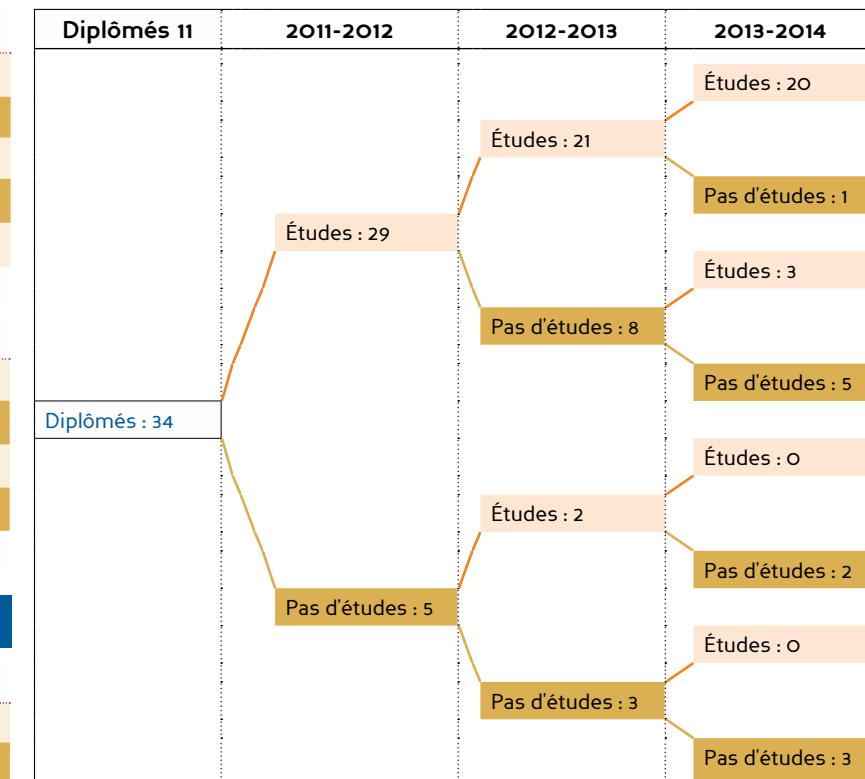 Diplômés 11 2011-2012 2012-2013 2013-2014
Études : 20
Études : 21
Pas d'études : 1
Études : 29
Études : 3
Pas d'études : 8
Pas d'études : 5
Diplômés : 34
Études : 0
Études : 2
Pas d'études : 2
Pas d'études : 5
Études : 0
Pas d'études : 3
Pas d'études : 3